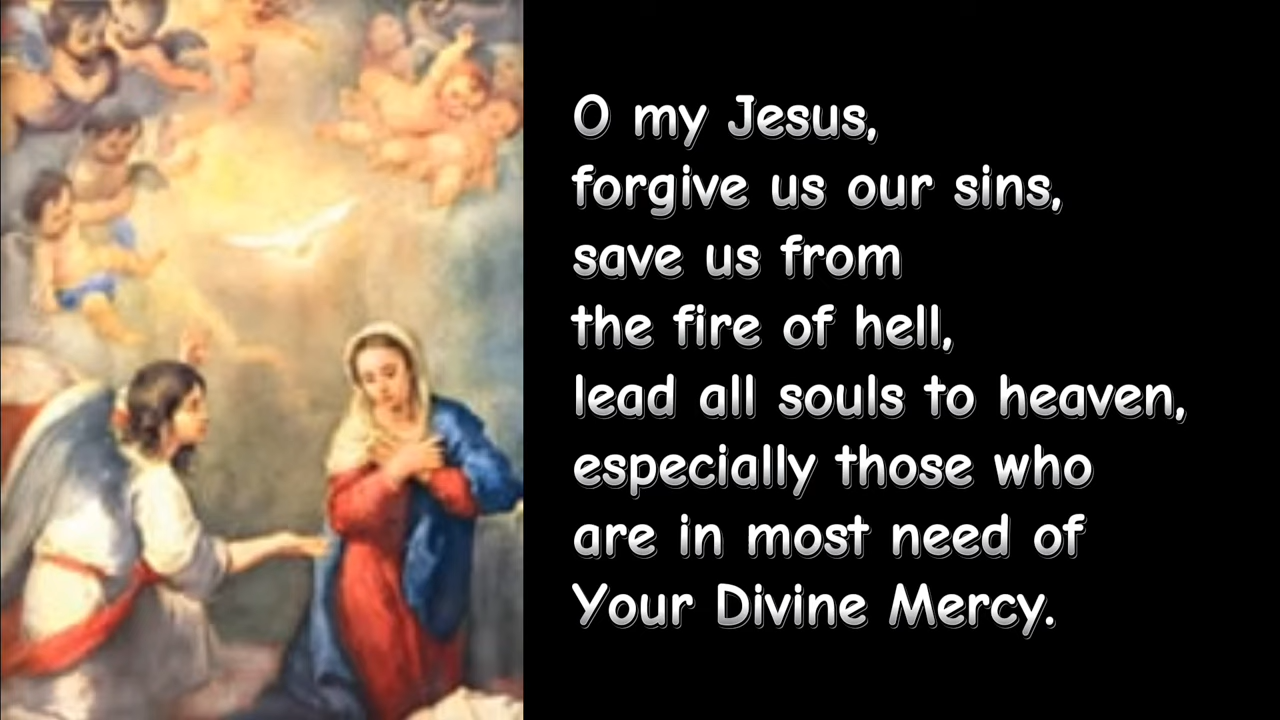 O my Jesus,
forgive us our sins,
save us from
the fire of hell,
lead all souls to heaven,
especially those who
are in most need of
Your Divine Mercy.